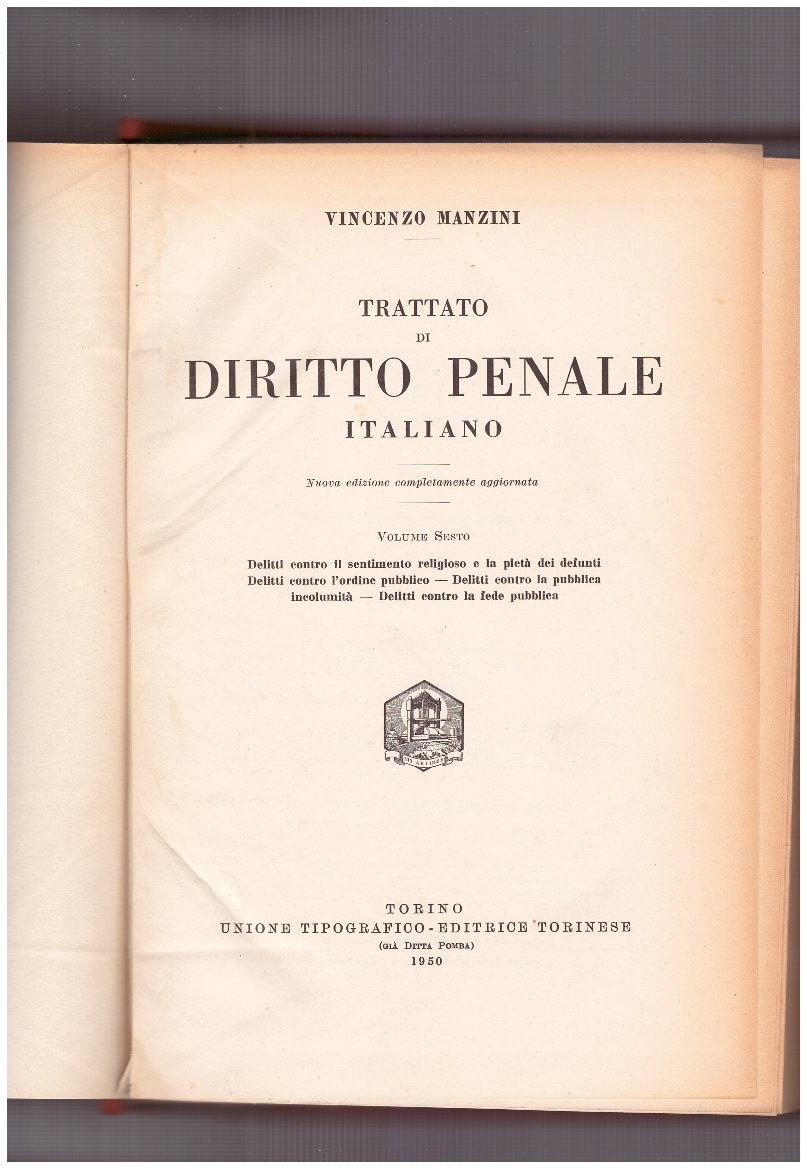 VINCENZO MANZINI
TRATTATO
DI
DIRITTO PENALE
ITALIANO
Nuova edizione completamente aggiornata
VOLUME SESTO
Delitti contro il sentimento religioso e la pietà dei defunti
Delitti contro l'ordine pubblico — Delitti contro la pubblica
incolumità — Delitti contro la fede pubblica
TORINO
UNIONE TIPOGRAFICO-EDITRICE TORINESE
(GIÀ DITTA POMBA)
1950